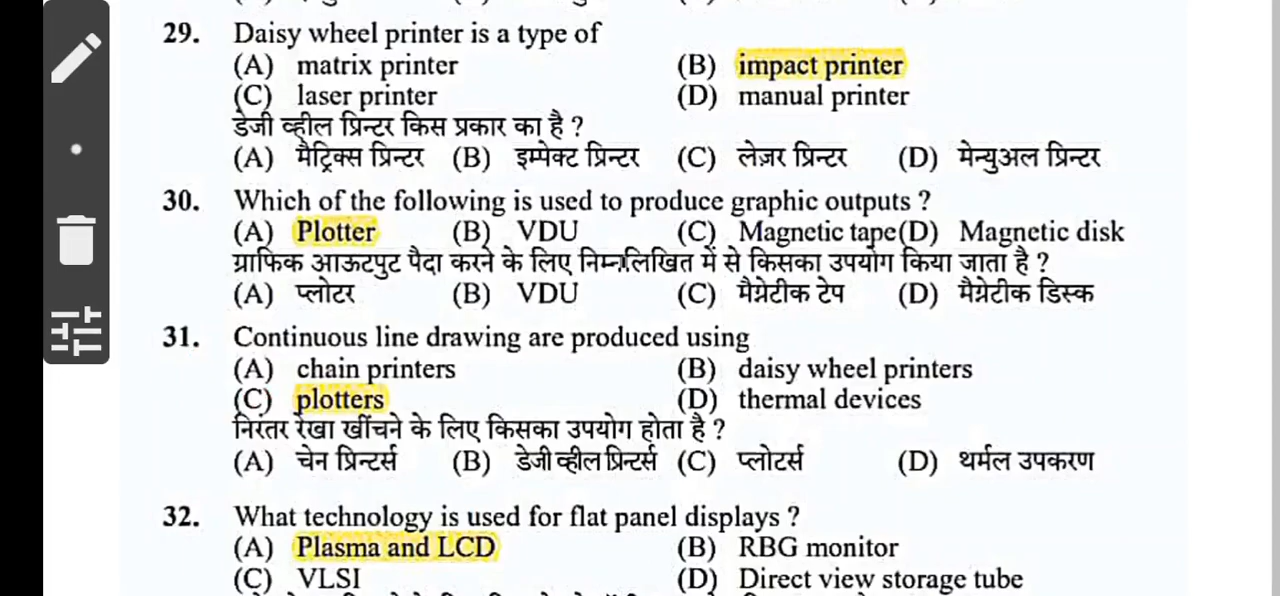 29. Daisy wheel printer is a type of
(A) matrix printer (B) impact printer
(C) laser printer (D) manual printer
डेजी व्हील प्रिन्टर किस प्रकार का है ?
(A) मैट्रिक्स प्रिन्टर (B) इम्पेक्ट प्रिन्टर (C) लेज़र प्रिन्टर (D) मेन्युअल प्रिन्टर
30. Which of the following is used to produce graphic outputs ?
(A) Plotter (B) VDU (C) Magnetic tape (D) Magnetic disk
ग्राफिक आऊटपुट पैदा करने के लिए निम्नलिखित में से किसका उपयोग किया जाता है ?
(A) प्लोटर (B) VDU (C) मैग्नेटीक टेप (D) मैग्नेटीक डिस्क
31. Continuous line drawing are produced using
(A) chain printers (B) daisy wheel printers
(C) plotters (D) thermal devices
निरंतर रेखा खींचने के लिए किसका उपयोग होता है ?
(A) चेन प्रिन्टर्स (B) डेजी व्हील प्रिन्टर्स (C) प्लोटर्स (D) थर्मल उपकरण
32. What technology is used for flat panel displays ?
(A) Plasma and LCD (B) RBG monitor
(C) VLSI (D) Direct view storage tube